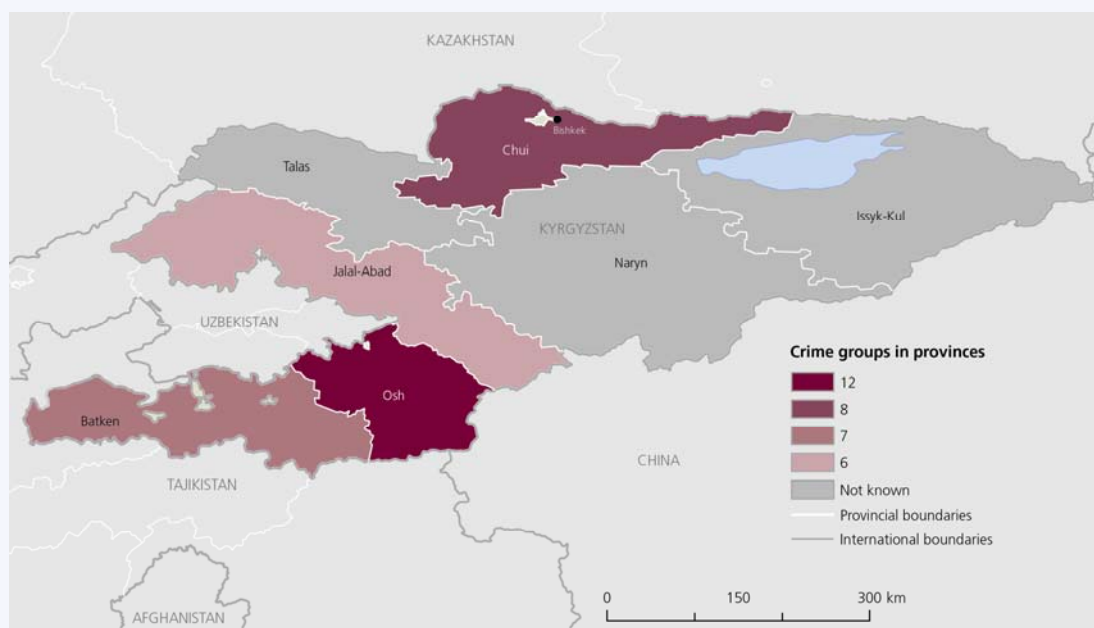 KAZAKHSTAN
Bishkek
Chui
Talas
Issyk-Kul
KYRGYZSTAN
Naryn
Jalal-Abad
UZBEKISTAN
Crime groups in provinces
12
8
7
6
Not known
Provincial boundaries
International boundaries
Osh
Batken
CHINA
TAJIKISTAN
0 150 300 km
AFGHANISTAN